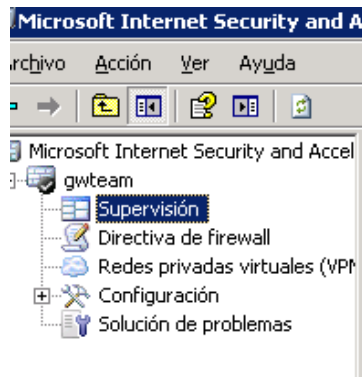 Microsoft Internet Security and A
Archivo Acción Ver Ayuda
Microsoft Internet Security and Accel
gwteam
Supervisión
Directiva de firewall
Redes privadas virtuales (VPN
Configuración
Solución de problemas